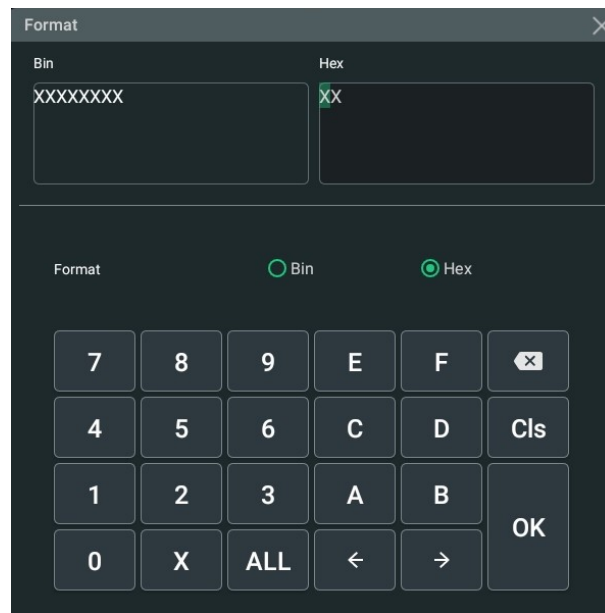 Format
Bin Hex
XXXXXXXX XX
Format Bin Hex
7 8 9 E F
4 5 6 C D Cls
1 2 3 A B
OK
0 X ALL ← →